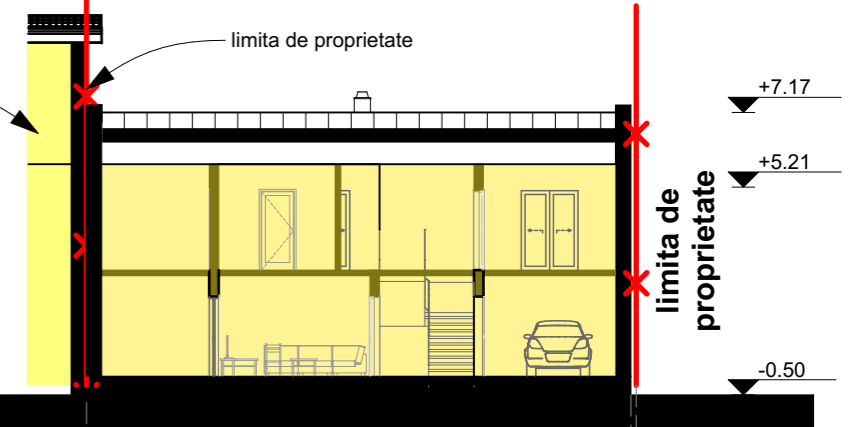 limita de proprietate
+7.17
+5.21
limita de
proprietate
-0.50